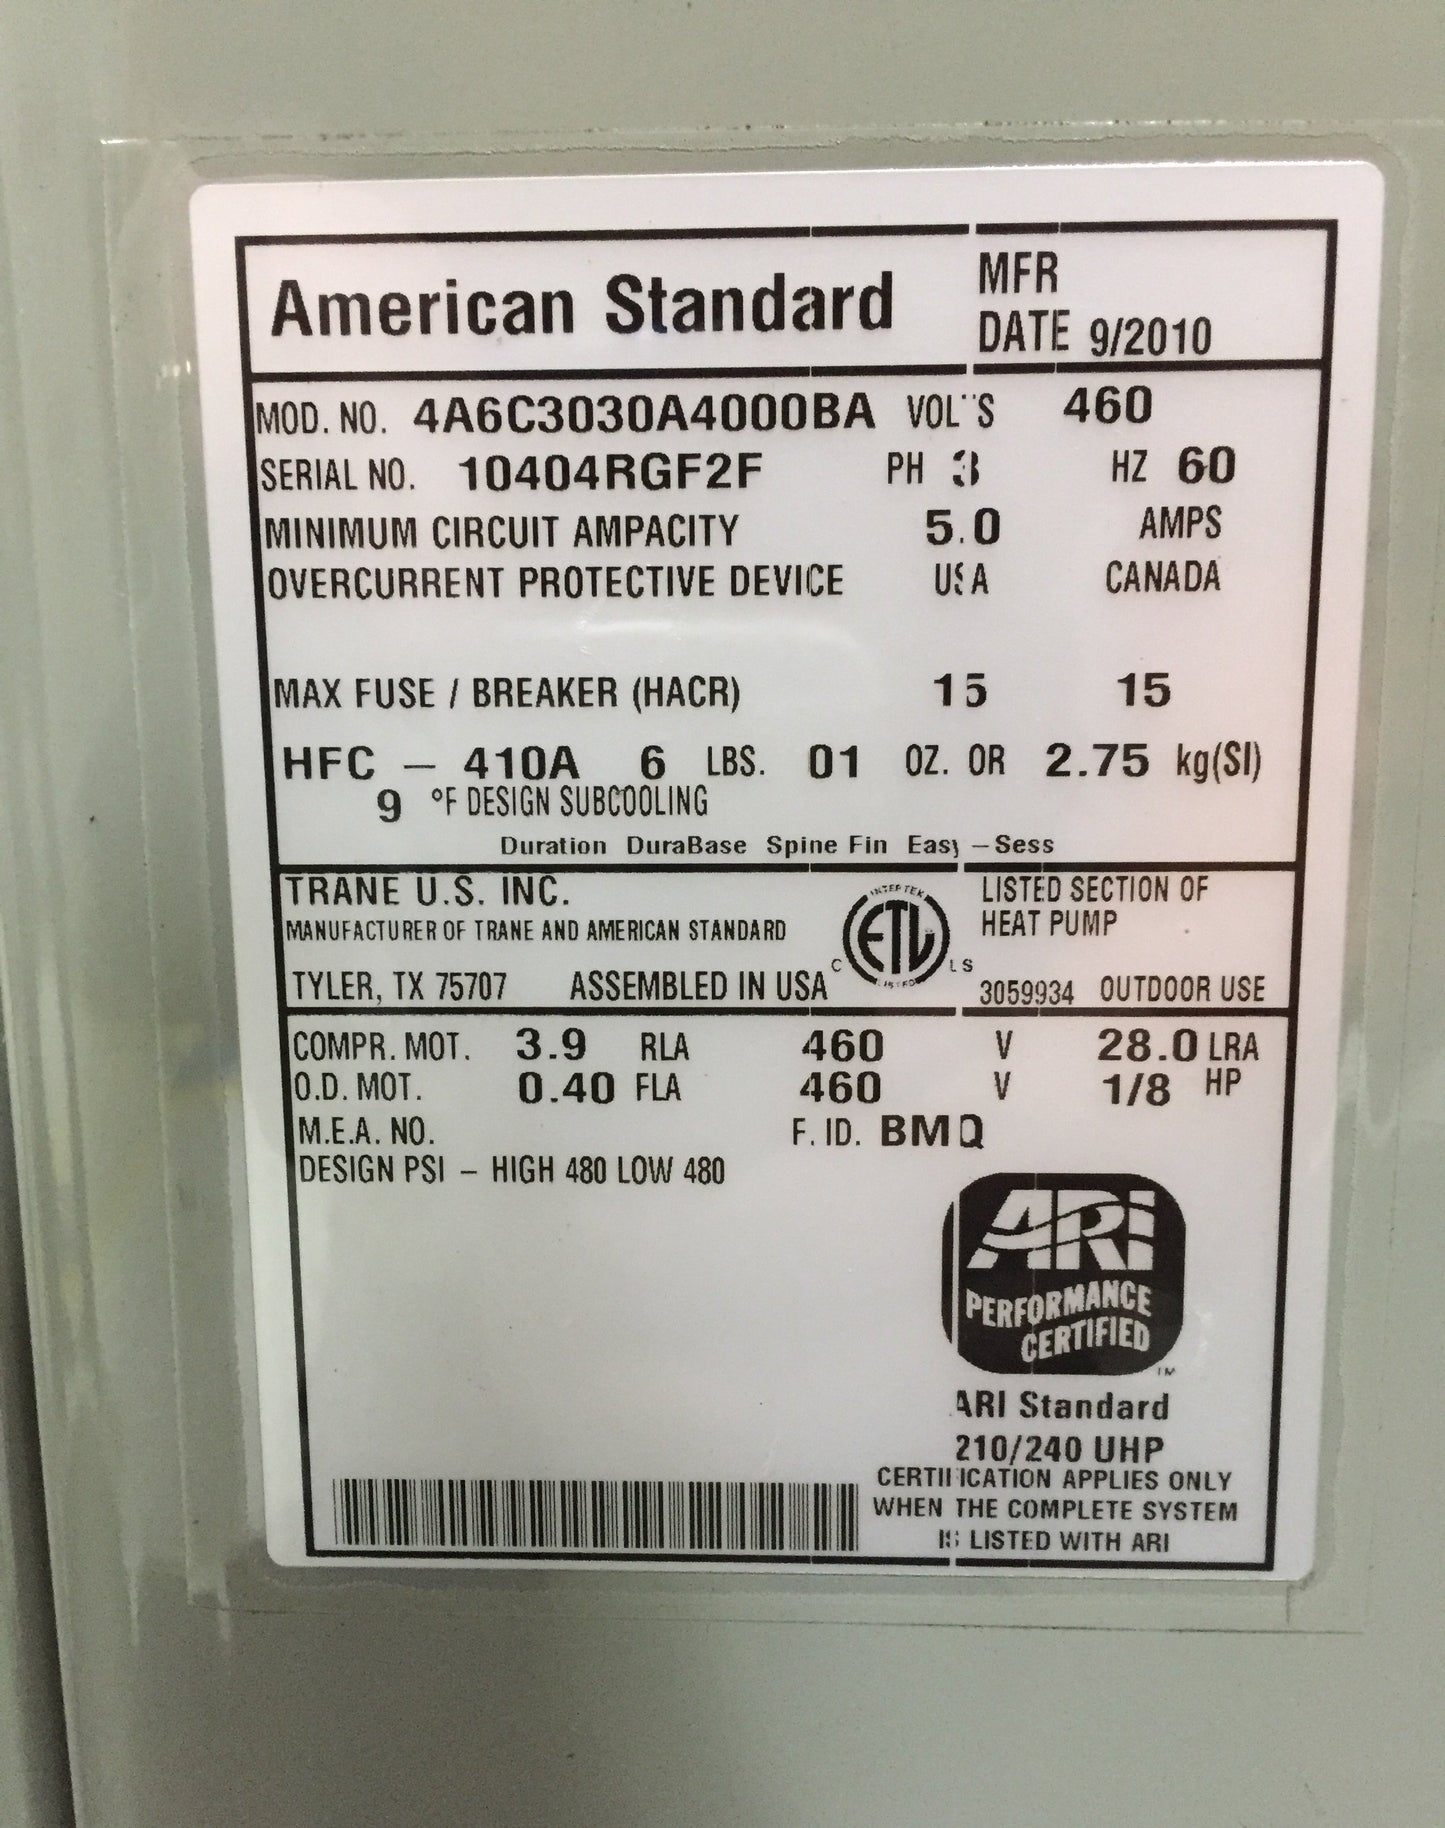 American Standard MFR
DATE 9/2010
MOD. NO. 4A6C3030A4000BA VOLTS 460
SERIAL NO. 10404RGF2F PH 3 HZ 60
MINIMUM CIRCUIT AMPACITY 5.0 AMPS
OVERCURRENT PROTECTIVE DEVICE USA CANADA
MAX FUSE / BREAKER (HACR) 15 15
HFC – 410A 6 LBS. 01 OZ. OR 2.75 kg(SI)
9 °F DESIGN SUBCOOLING
Duration DuraBase Spine Fin Easy –Sess
TRANE U.S. INC.
MANUFACTURER OF TRANE AND AMERICAN STANDARD
TYLER, TX 75707 ASSEMBLED IN USA
INTERTEK
C ETL US
LISTED
LISTED SECTION OF
HEAT PUMP
3059934 OUTDOOR USE
COMPR. MOT. 3.9 RLA 460 V 28.0 LRA
O.D. MOT. 0.40 FLA 460 V 1/8 HP
M.E.A. NO. F. ID. BMQ
DESIGN PSI – HIGH 480 LOW 480
ARI
PERFORMANCE
CERTIFIED
TM
ARI Standard
210/240 UHP
CERTIFICATION APPLIES ONLY
WHEN THE COMPLETE SYSTEM
IS LISTED WITH ARI